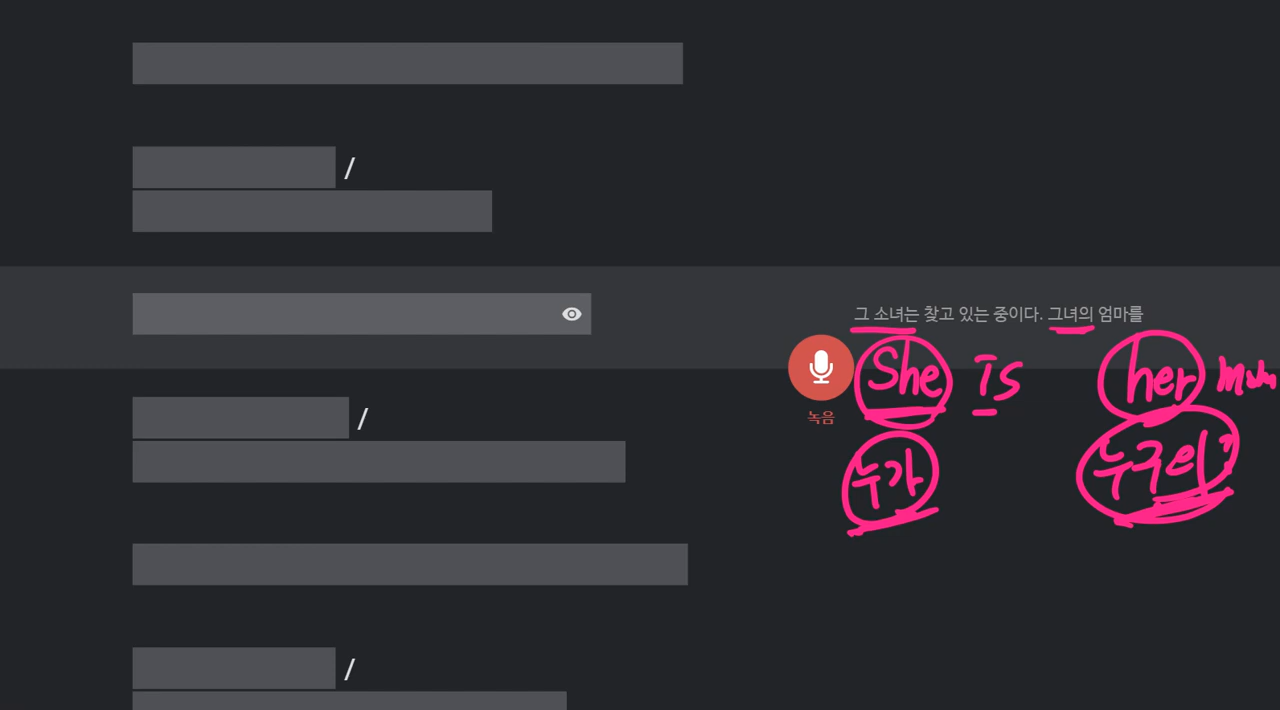 /
그 소녀는 찾고 있는 중이다. 그녀의 엄마를
She is her mum
녹음
누가 누구의?
/
/